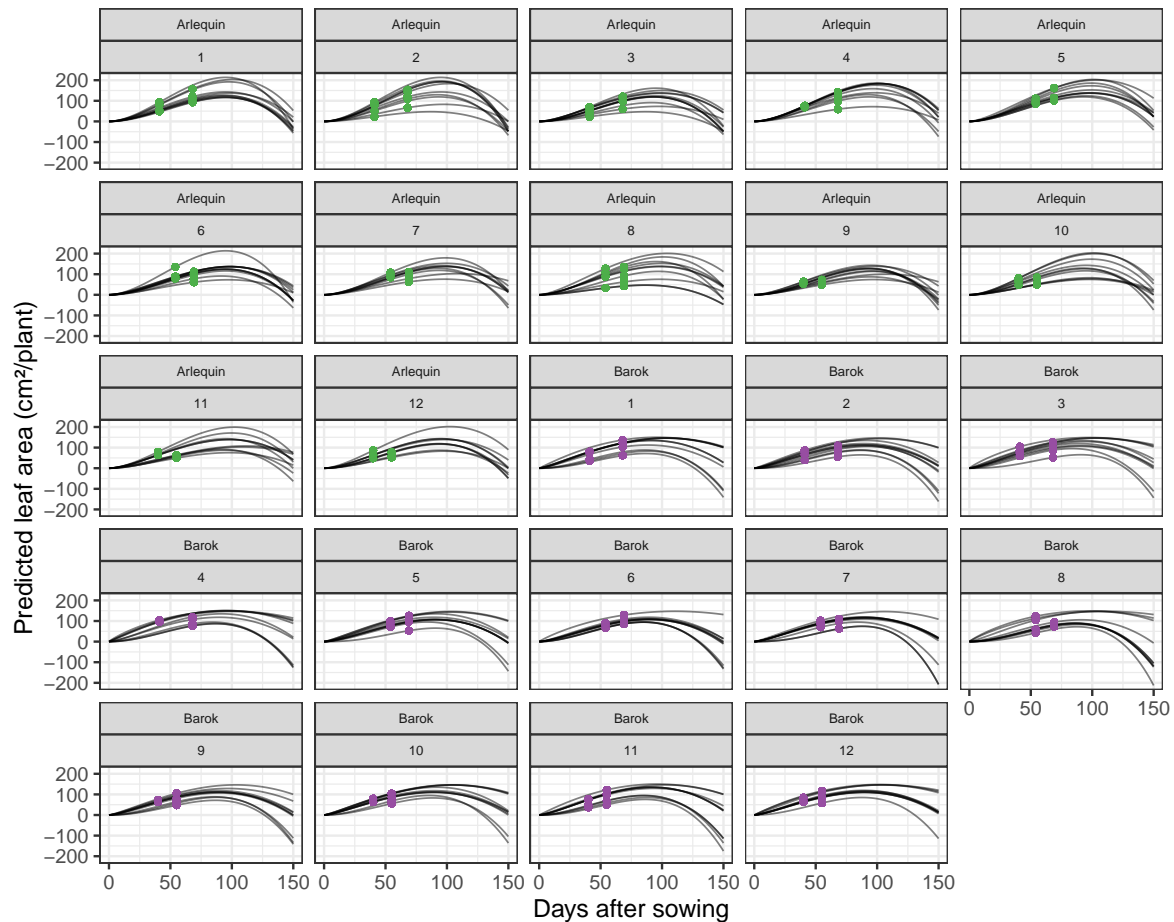 Arlequin Arlequin Arlequin Arlequin Arlequin
1 2 3 4 5
200
100
0
−100
−200
Arlequin Arlequin Arlequin Arlequin Arlequin
6 7 8 9 10
200
100
0
−100
−200
Arlequin Arlequin Barok Barok Barok
11 12 1 2 3
200
100
0
−100
−200
Barok Barok Barok Barok Barok
4 5 6 7 8
200
100
0
−100
−200
0 50 100 150
Barok Barok Barok Barok
9 10 11 12
200
100
0
−100
−200
0 50 100 150 0 50 100 150 0 50 100 150 0 50 100 150
Days after sowing
Predicted leaf area (cm²/plant)